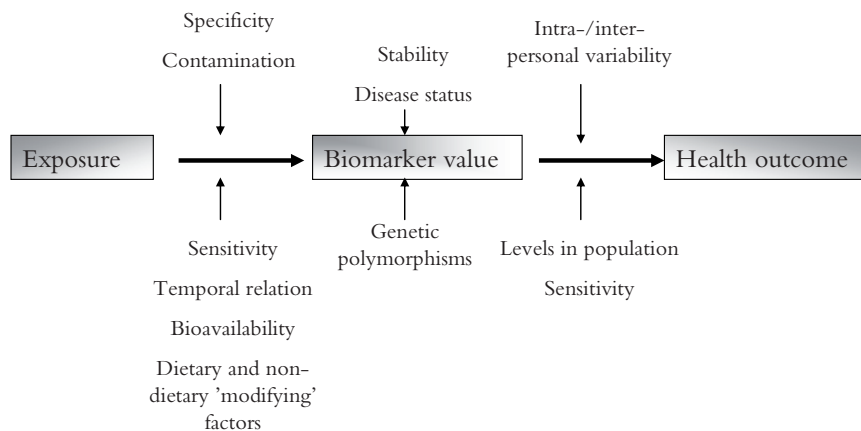 Specificity
Contamination
Stability
Disease status
Intra-/inter-
personal variability
Exposure
Biomarker value
Health outcome
Sensitivity
Temporal relation
Bioavailability
Dietary and non-
dietary ’modifying’
factors
Genetic
polymorphisms
Levels in population
Sensitivity